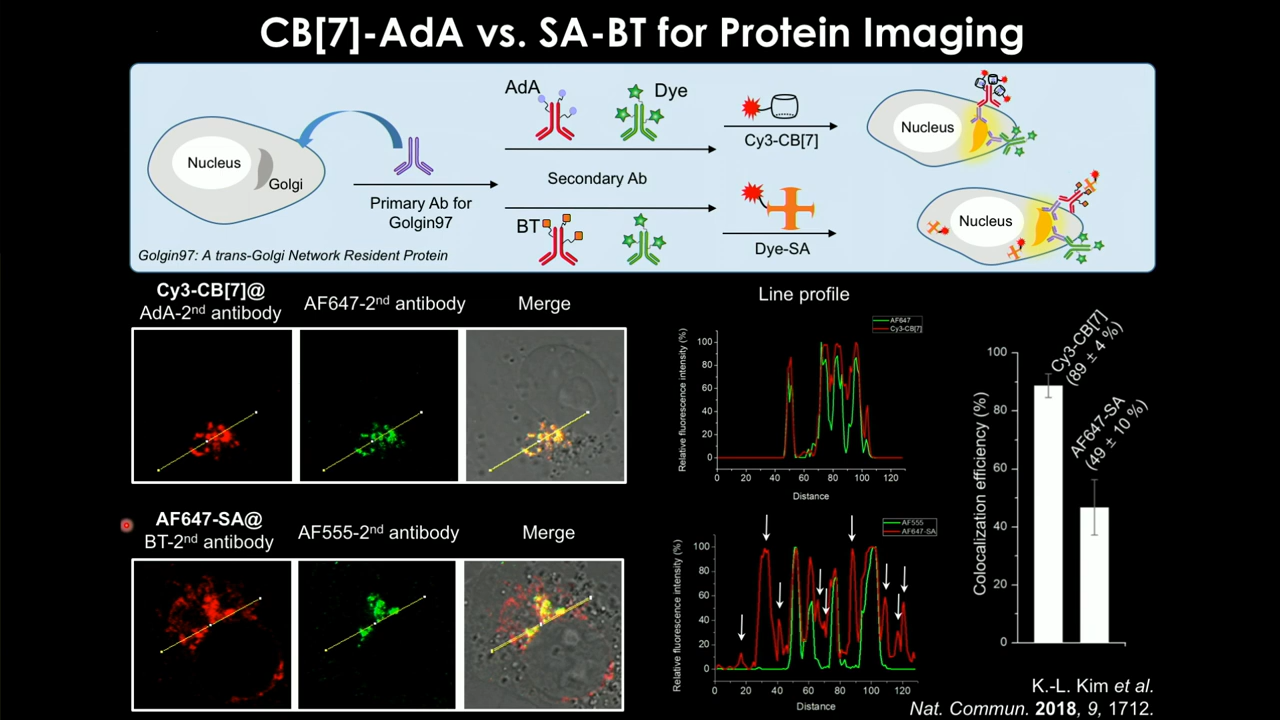 CB[7]-AdA vs. SA-BT for Protein Imaging
Nucleus
Golgi
Primary Ab for
Golgin97
AdA
Dye
Secondary Ab
BT
Cy3-CB[7]
Dye-SA
Nucleus
Nucleus
Golgin97: A trans-Golgi Network Resident Protein
Cy3-CB[7]@
AdA-2nd antibody
AF647-2nd antibody
Merge
Line profile
AF647
Cy3-CB[7]
Relative fluorescence intensity (%)
100
80
60
40
20
0
0 20 40 60 80 100 120
Distance
AF647-SA@
BT-2nd antibody
AF555-2nd antibody
Merge
AF555
AF647-SA
Relative fluorescence intensity (%)
100
80
60
40
20
0
0 20 40 60 80 100 120
Distance
Cy3-CB[7]
(89 ± 4 %)
AF647-SA
(49 ± 10 %)
Colocalization efficiency (%)
100
80
60
40
20
0
K.-L. Kim et al.
Nat. Commun. 2018, 9, 1712.